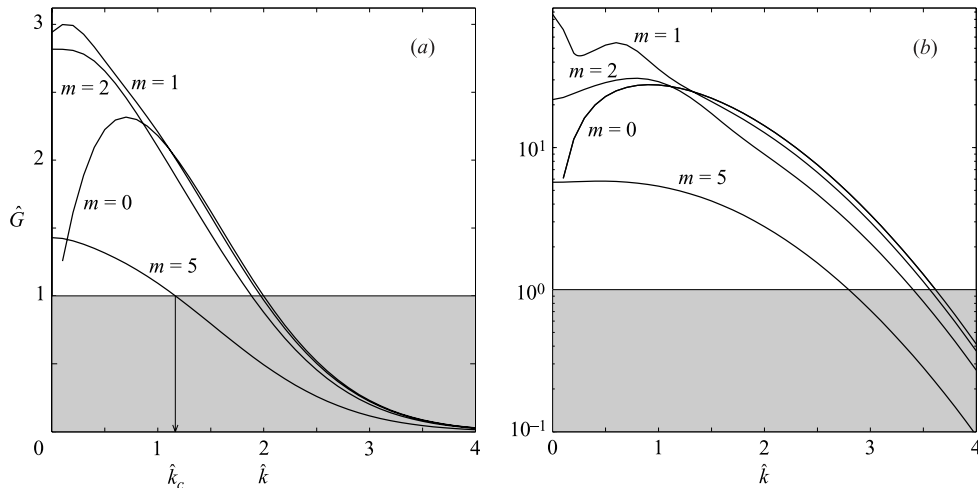 3
2
1
0
Ĝ
(a)
m = 1
m = 2
m = 0
m = 5
1
2
3
4
k̂c
k̂
(b)
m = 1
m = 2
m = 0
m = 5
10¹
10⁰
10⁻¹
0
1
2
3
4
k̂